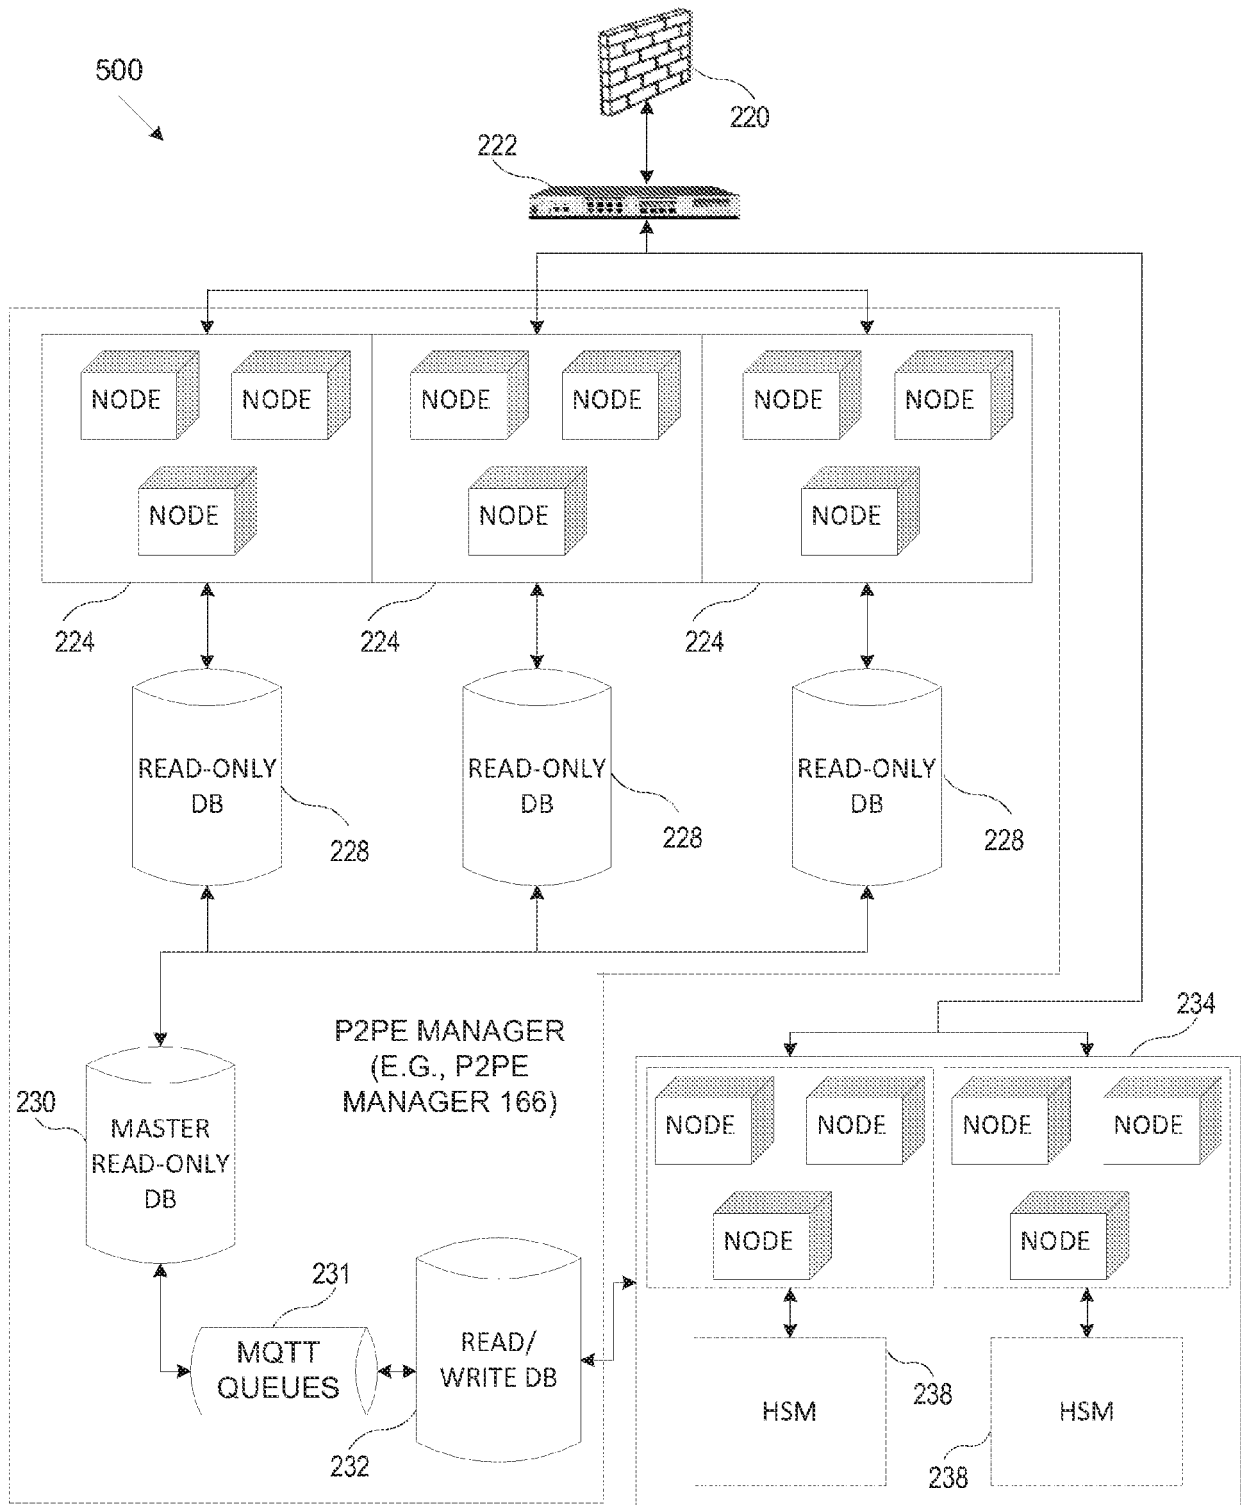 500
220
222
NODE
NODE
NODE
NODE
NODE
NODE
NODE
NODE
NODE
224
224
224
READ-ONLY
DB
READ-ONLY
DB
READ-ONLY
DB
228
228
228
P2PE MANAGER
(E.G., P2PE
MANAGER 166)
234
230
MASTER
READ-ONLY
DB
NODE
NODE
NODE
NODE
NODE
NODE
231
MQTT
QUEUES
READ/
WRITE DB
232
HSM
238
HSM
238